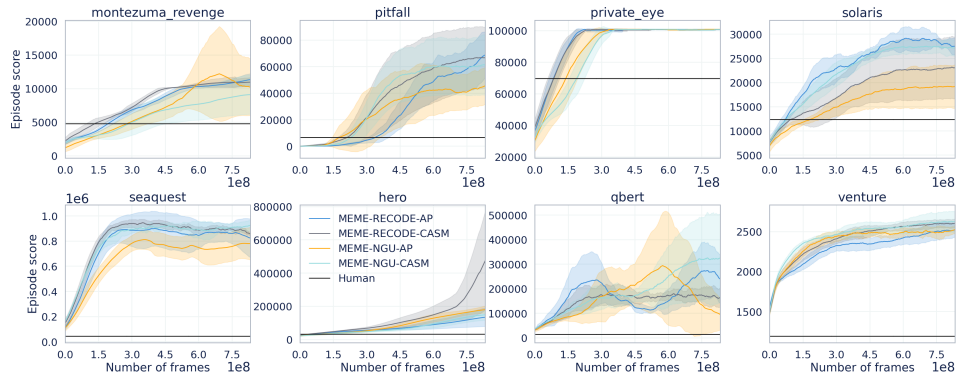 montezuma_revenge
pitfall
private_eye
solaris
Episode score
20000
15000
10000
5000
0
0.0 1.5 3.0 4.5 6.0 7.5
1e8
80000
60000
40000
20000
0
0.0 1.5 3.0 4.5 6.0 7.5
1e8
100000
80000
60000
40000
20000
0.0 1.5 3.0 4.5 6.0 7.5
1e8
30000
25000
20000
15000
10000
5000
0.0 1.5 3.0 4.5 6.0 7.5
1e8
seaquest
hero
qbert
venture
1e6
Episode score
1.0
0.8
0.6
0.4
0.2
0.0
0.0 1.5 3.0 4.5 6.0 7.5
Number of frames 1e8
800000
600000
400000
200000
0
MEME-RECODE-AP
MEME-RECODE-CASM
MEME-NGU-AP
MEME-NGU-CASM
Human
0.0 1.5 3.0 4.5 6.0 7.5
Number of frames 1e8
500000
400000
300000
200000
100000
0
0.0 1.5 3.0 4.5 6.0 7.5
Number of frames 1e8
2500
2000
1500
0.0 1.5 3.0 4.5 6.0 7.5
Number of frames 1e8